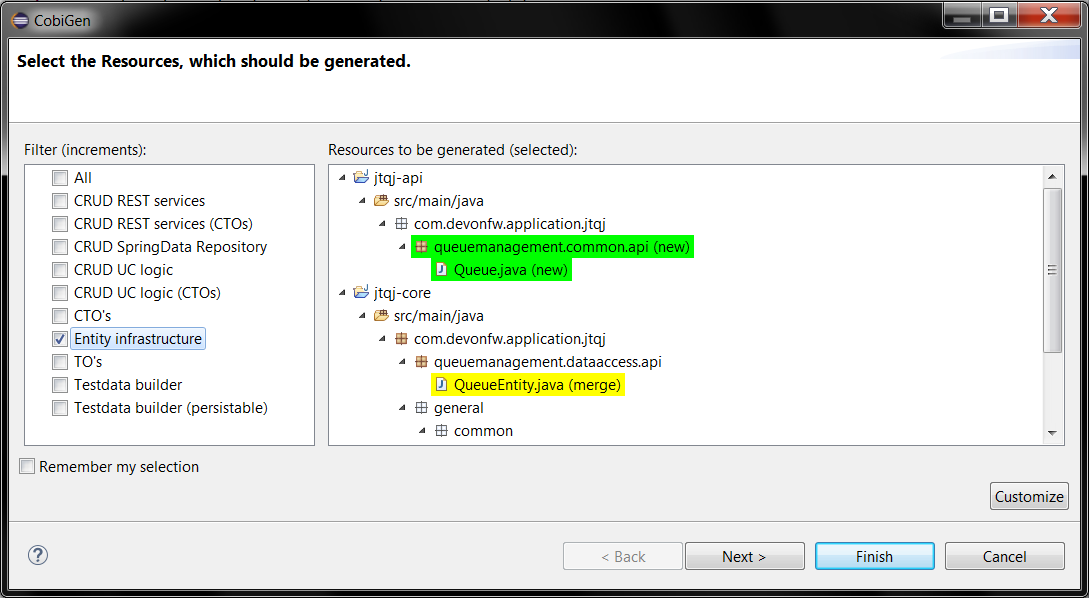 CobiGen
Select the Resources, which should be generated.
Filter (increments):
All
CRUD REST services
CRUD REST services (CTOs)
CRUD SpringData Repository
CRUD UC logic
CRUD UC logic (CTOs)
CTO's
Entity infrastructure
TO's
Testdata builder
Testdata builder (persistable)
Resources to be generated (selected):
jtqj-api
src/main/java
com.devonfw.application.jtqj
queuemanagement.common.api (new)
Queue.java (new)
jtqj-core
src/main/java
com.devonfw.application.jtqj
queuemanagement.dataaccess.api
QueueEntity.java (merge)
general
common
Remember my selection
Customize
?
< Back
Next >
Finish
Cancel